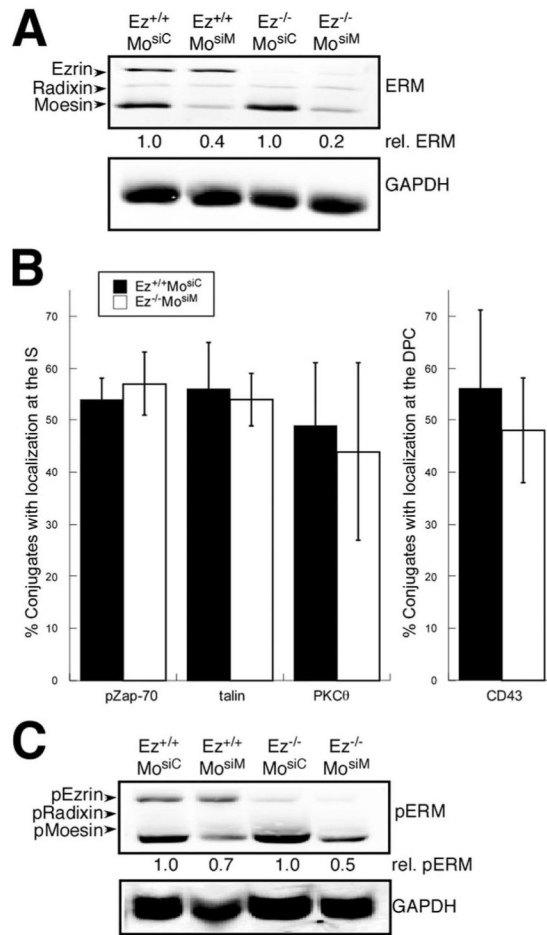 A
Ez+/+ Ez+/+ Ez-/- Ez-/-
MosiC MosiM MosiC MosiM
Ezrin
Radixin
Moesin
ERM
1.0 0.4 1.0 0.2 rel. ERM
GAPDH
B
Ez+/+MosiC
Ez-/-MosiM
% Conjugates with localization at the IS
70
60
50
40
30
20
10
0
pZap-70 talin PKCθ
% Conjugates with localization at the DPC
70
60
50
40
30
20
10
0
CD43
C
Ez+/+ Ez+/+ Ez-/- Ez-/-
MosiC MosiM MosiC MosiM
pEzrin
pRadixin
pMoesin
pERM
1.0 0.7 1.0 0.5 rel. pERM
GAPDH